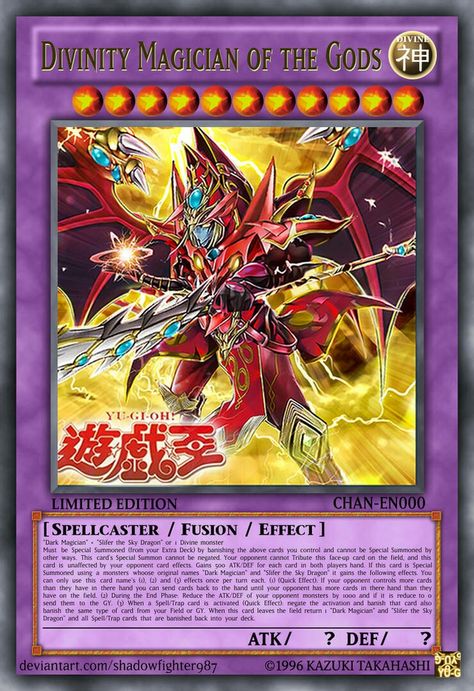 DIVINITY MAGICIAN OF THE GODS
DIVINE
神
YU-GI-OH!
遊戯王
LIMITED EDITION
CHAN-EN000
[ SPELLCASTER / FUSION / EFFECT ]
"Dark Magician" + "Slifer the Sky Dragon" or 1 Divine monster
Must be Special Summoned (from your Extra Deck) by banishing the above cards you control and cannot be Special Summoned by
other ways. This card's Special Summon cannot be negated. Your opponent cannot Tribute this face-up card on the field, and this
card is unaffected by your opponent card effects. Gains 500 ATK/DEF for each card in both players hand. If this card is Special
Summoned using a monsters whose original names "Dark Magician" and "Slifer the Sky Dragon" it gains the following effects. You
can only use this card name's (1), (2) and (3) effects once per turn each. (1) (Quick Effect): If your opponent controls more cards
than they have in there hand you can send cards back to the hand until your opponent has more cards in there hand than they
have on the field. (2) During the End Phase: Reduce the ATK/DEF of your opponent monsters by 1000 and if it is reduce to 0
send them to the GY. (3) When a Spell/Trap card is activated (Quick Effect): negate the activation and banish that card also
banish the same type of card from your Field or GY. When this card leaves the field return 1 "Dark Magician" and "Slifer the Sky
Dragon" and all Spell/Trap cards that are banished back into your deck.
ATK/ ? DEF/ ?
deviantart.com/shadowfighter987
©1996 KAZUKI TAKAHASHI